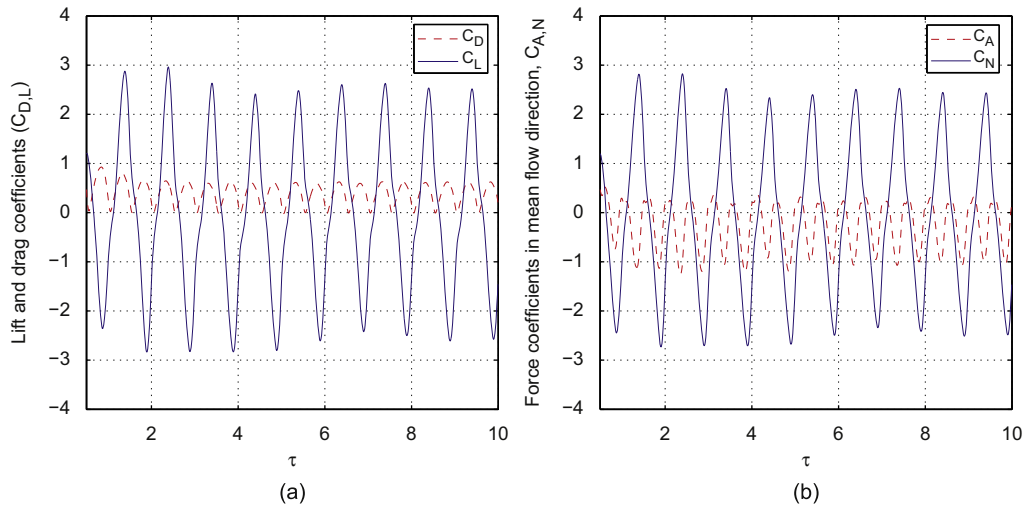 4
3
2
1
0
−1
−2
−3
−4
Lift and drag coefficients (C_D,L)
C_D
C_L
2
4
6
8
10
τ
(a)
4
3
2
1
0
−1
−2
−3
−4
Force coefficients in mean flow direction, C_A,N
C_A
C_N
2
4
6
8
10
τ
(b)